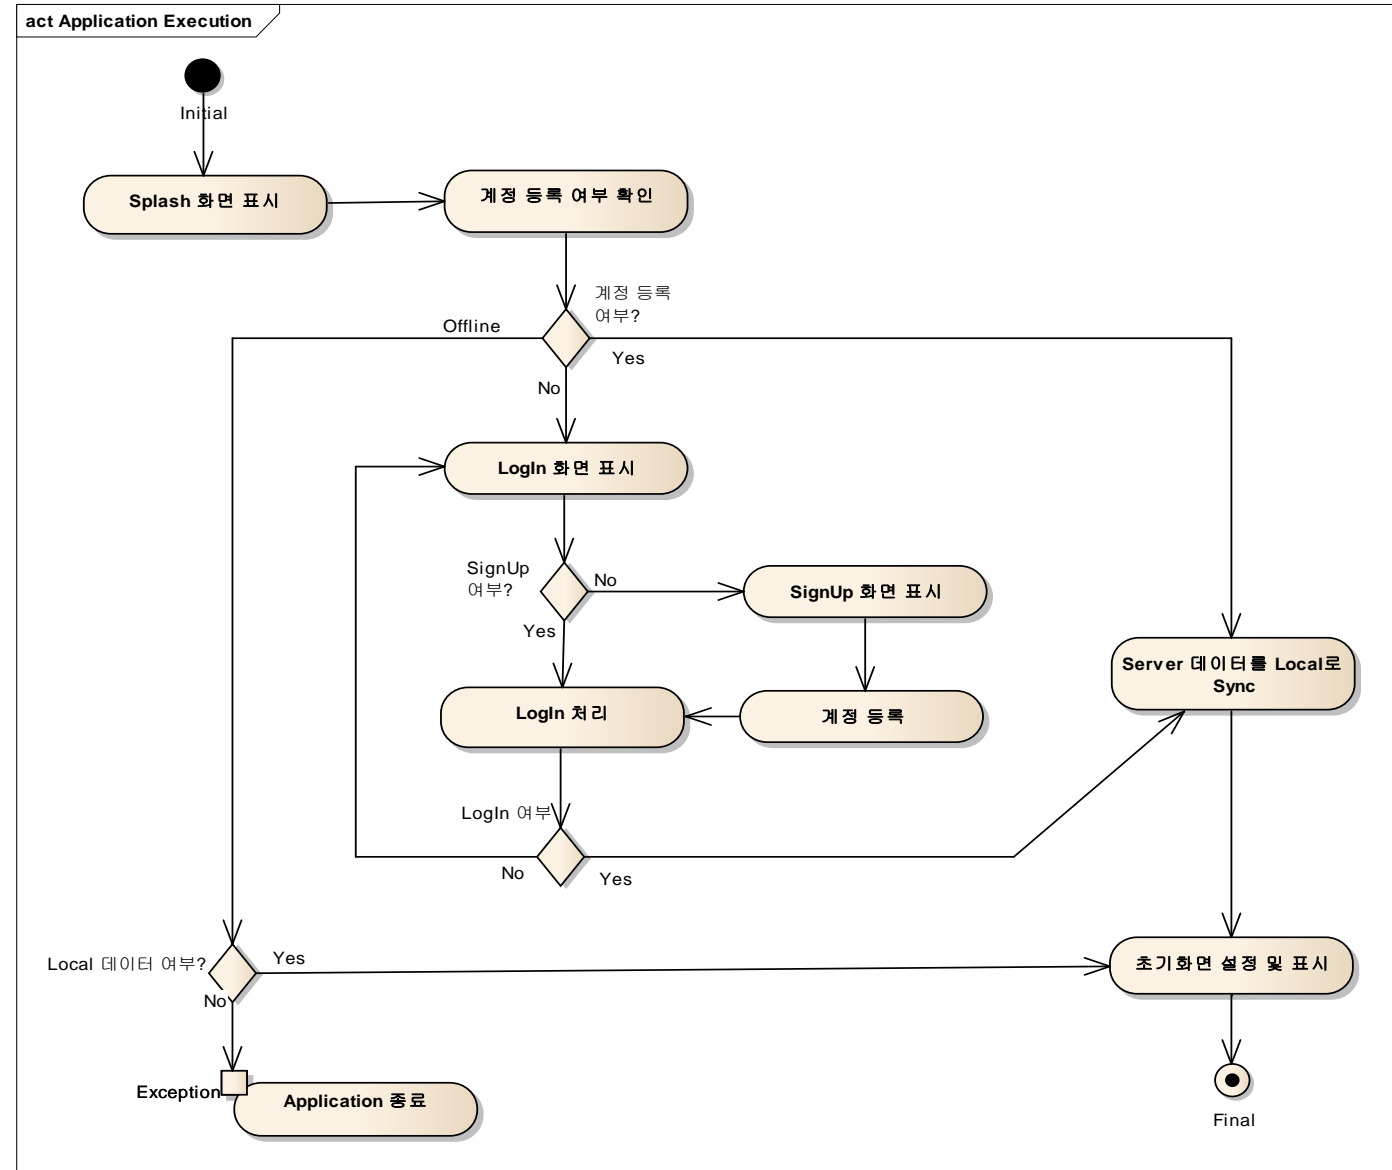 act Application Execution
Initial
Splash 화면 표시
계정 등록 여부 확인
계정 등록
여부?
Offline
Yes
No
LogIn 화면 표시
SignUp
여부?
No
Yes
SignUp 화면 표시
Server 데이터를 Local로
Sync
LogIn 처리
계정 등록
LogIn 여부
No
Yes
Local 데이터 여부?
Yes
No
초기화면 설정 및 표시
Exception
Application 종료
Final